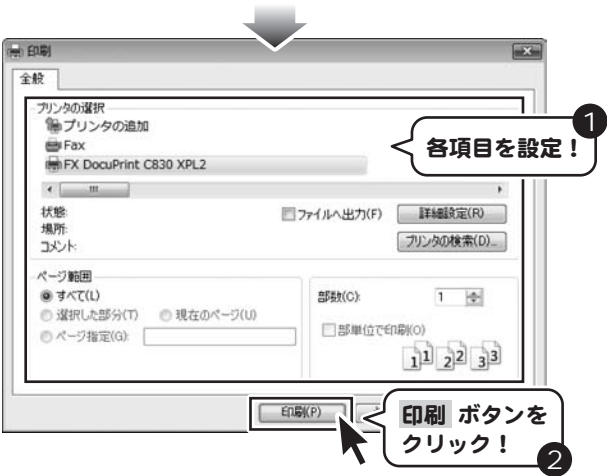 印刷
全般
プリンタの選択
プリンタの追加
Fax
FX DocuPrint C830 XPL2
1
各項目を設定！
状態:
場所:
コメント:
ファイルへ出力(F)
詳細設定(R)
プリンタの検索(D)...
ページ範囲
すべて(L)
選択した部分(T)
現在のページ(U)
ページ指定(G):
部数(C):
1
部単位で印刷(O)
11 22 33
印刷(P)
印刷 ボタンを
クリック！
2